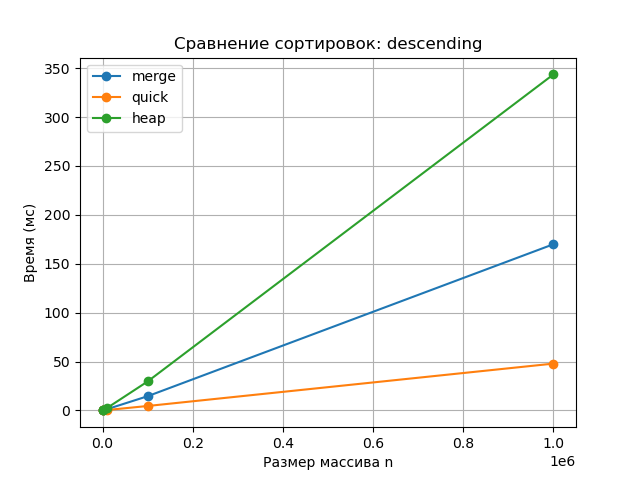 Сравнение сортировок: descending
merge
quick
heap
Время (мс)
350
300
250
200
150
100
50
0
0.0 0.2 0.4 0.6 0.8 1.0
1e6
Размер массива n